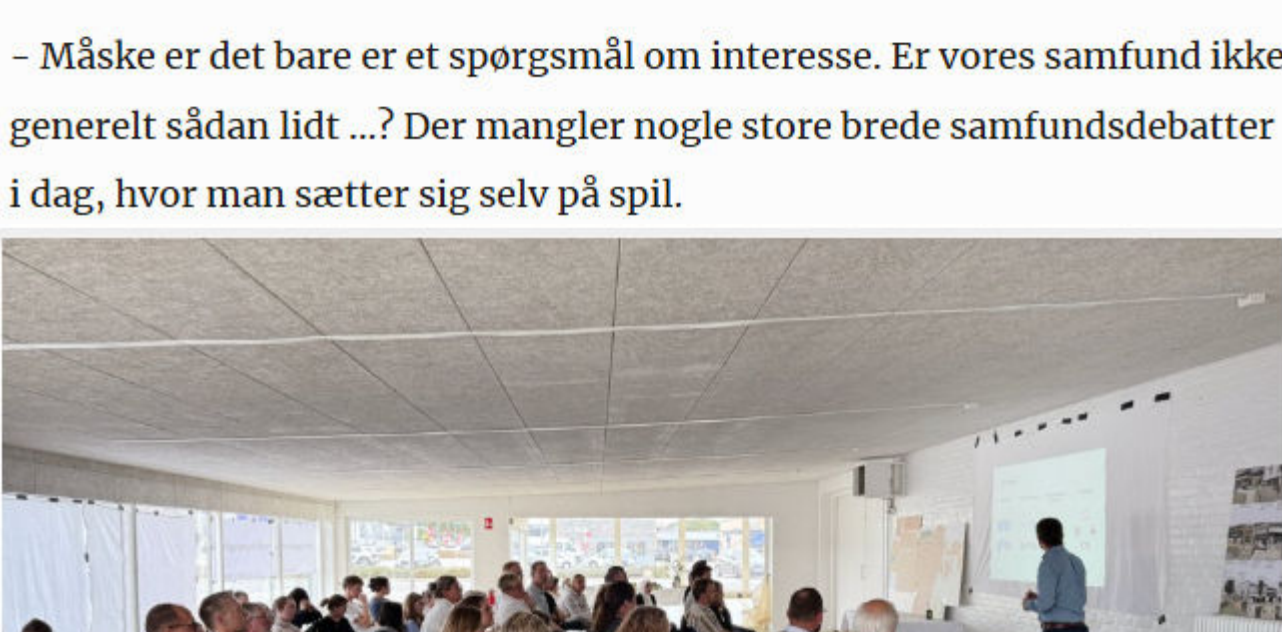 - Måske er det bare er et spørgsmål om interesse. Er vores samfund ikke
generelt sådan lidt ...? Der mangler nogle store brede samfundsdebatter
i dag, hvor man sætter sig selv på spil.